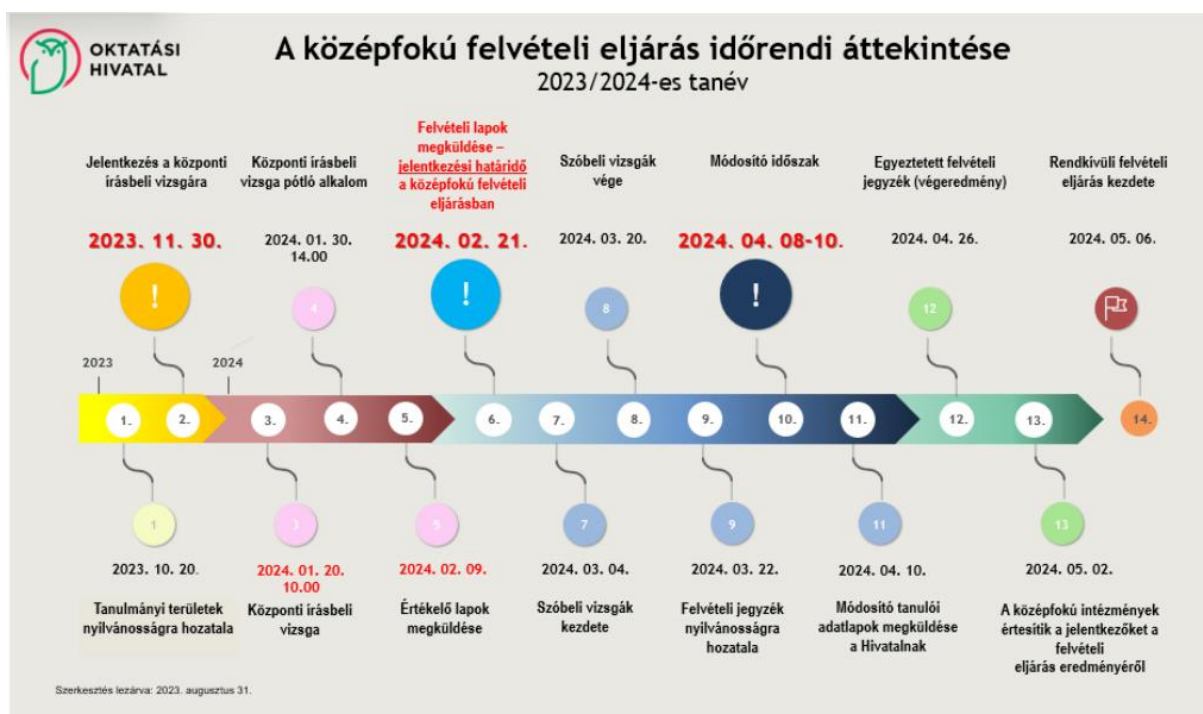 OKTATÁSI
HIVATAL
A középfokú felvételi eljárás időrendi áttekintése
2023/2024-es tanév
Jelentkezés a központi
írásbeli vizsgára
2023. 11. 30.
Központi írásbeli
vizsga pótló alkalom
2024. 01. 30.
14.00
Felvételi lapok
megküldése –
jelentkezési határidő
a középfokú felvételi
eljárásban
2024. 02. 21.
Szóbeli vizsgák
vége
2024. 03. 20.
Módosító időszak
2024. 04. 08-10.
Egyeztetett felvételi
jegyzék (végeredmény)
2024. 04. 26.
Rendkívüli felvételi
eljárás kezdete
2024. 05. 06.
!
4
!
8
!
12
2023
2024
1.
2.
3.
4.
5.
6.
7.
8.
9.
10.
11.
12.
13.
14.
1
3
5
7
9
11
13
2023. 10. 20.
Tanulmányi területek
nyilvánosságra hozatala
2024. 01. 20.
10.00
Központi írásbeli
vizsga
2024. 02. 09.
Értékelő lapok
megküldése
2024. 03. 04.
Szóbeli vizsgák
kezdete
2024. 03. 22.
Felvételi jegyzék
nyilvánosságra
hozatala
2024. 04. 10.
Módosító tanulói
adatlapok megküldése
a Hivatalnak
2024. 05. 02.
A középfokú intézmények
értesítik a jelentkezőket a
felvételi
eljárás eredményéről
Szerkesztés lezárva: 2023. augusztus 31.